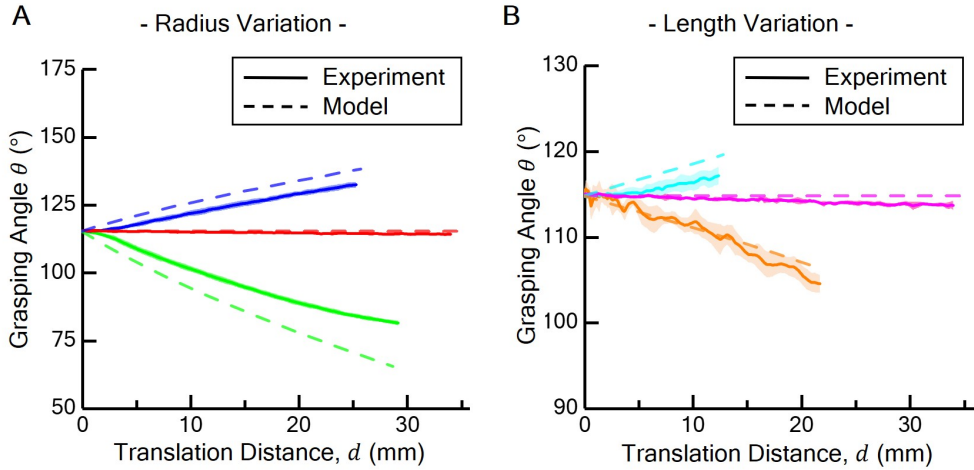 A
- Radius Variation -
175
150
125
100
75
50
0
10
20
30
Grasping Angle θ (°)
Translation Distance, d (mm)
Experiment
Model
B
- Length Variation -
130
120
110
100
90
0
10
20
30
Grasping Angle θ (°)
Translation Distance, d (mm)
Experiment
Model